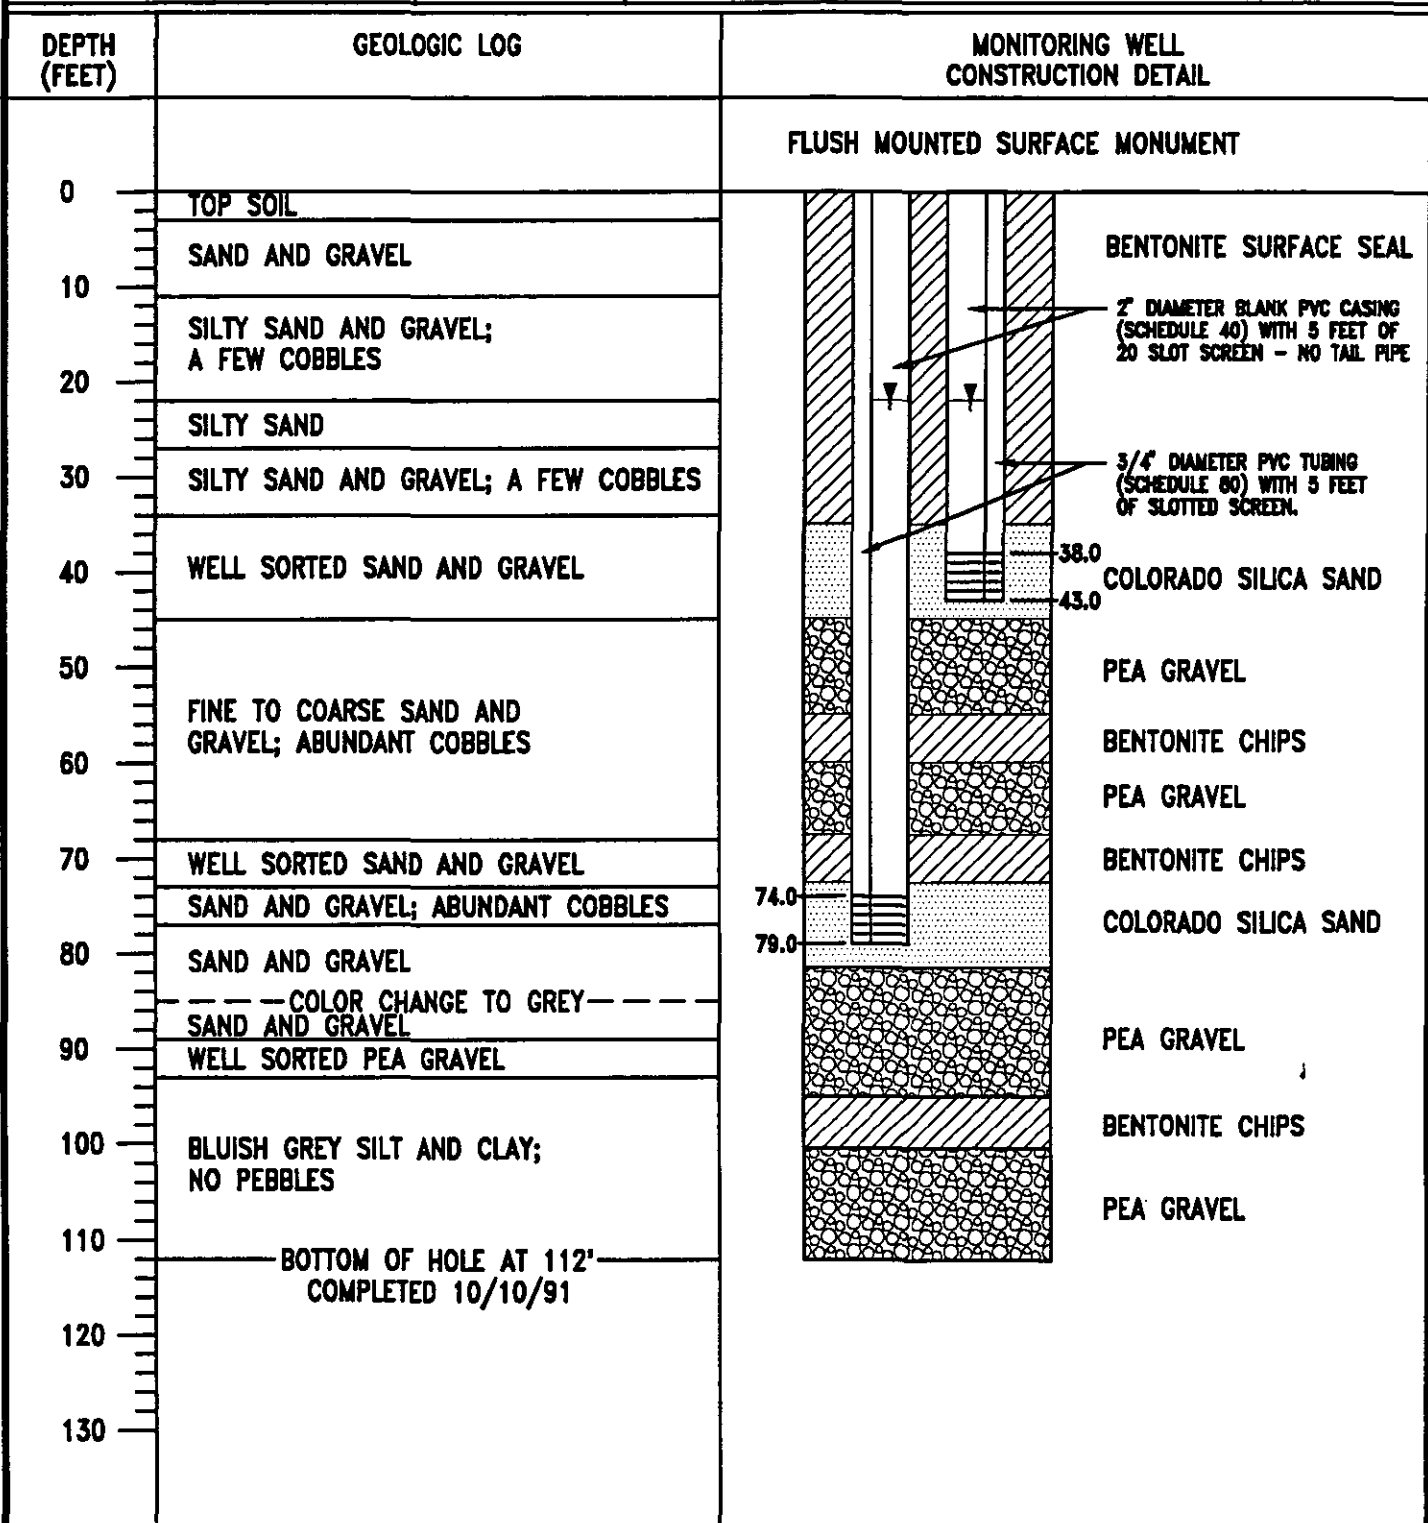 DEPTH
(FEET)
GEOLOGIC LOG
MONITORING WELL
CONSTRUCTION DETAIL
FLUSH MOUNTED SURFACE MONUMENT
0
TOP SOIL
SAND AND GRAVEL
BENTONITE SURFACE SEAL
10
2" DIAMETER BLANK PVC CASING
(SCHEDULE 40) WITH 5 FEET OF
20 SLOT SCREEN - NO TAIL PIPE
SILTY SAND AND GRAVEL;
A FEW COBBLES
20
SILTY SAND
30
SILTY SAND AND GRAVEL; A FEW COBBLES
3/4" DIAMETER PVC TUBING
(SCHEDULE 80) WITH 5 FEET
OF SLOTTED SCREEN.
38.0
40
WELL SORTED SAND AND GRAVEL
COLORADO SILICA SAND
43.0
50
PEA GRAVEL
FINE TO COARSE SAND AND
GRAVEL; ABUNDANT COBBLES
BENTONITE CHIPS
60
PEA GRAVEL
70
WELL SORTED SAND AND GRAVEL
BENTONITE CHIPS
74.0
SAND AND GRAVEL; ABUNDANT COBBLES
COLORADO SILICA SAND
79.0
80
SAND AND GRAVEL
COLOR CHANGE TO GREY
SAND AND GRAVEL
PEA GRAVEL
90
WELL SORTED PEA GRAVEL
BENTONITE CHIPS
100
BLUISH GREY SILT AND CLAY;
NO PEBBLES
PEA GRAVEL
110
BOTTOM OF HOLE AT 112'
COMPLETED 10/10/91
120
130